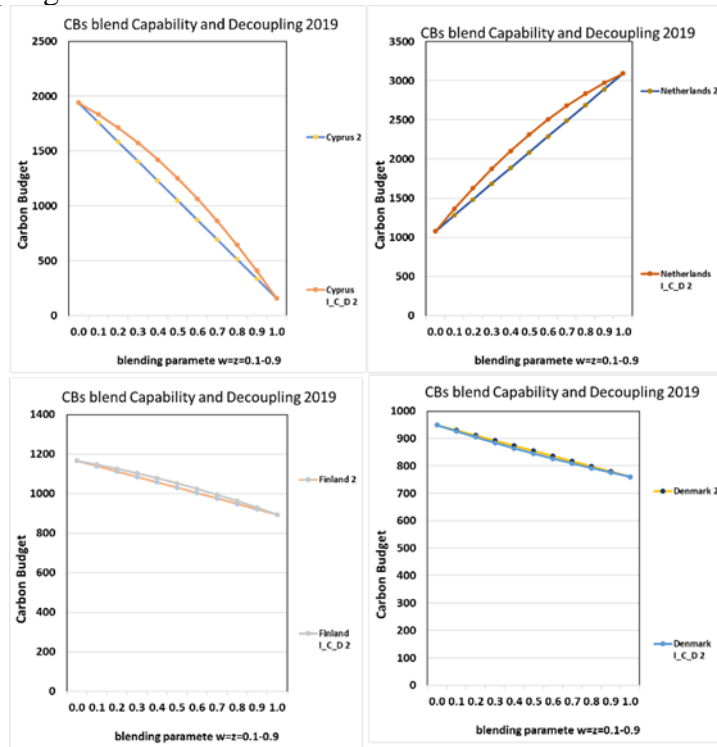 CBs blend Capability and Decoupling 2019
2500
2000
1500
1000
500
0
Carbon Budget
0.0 0.1 0.2 0.3 0.4 0.5 0.6 0.7 0.8 0.9 1.0
blending paramete w=z=0.1-0.9
Cyprus 2
Cyprus
I_C_D 2
CBs blend Capability and Decoupling 2019
3500
3000
2500
2000
1500
1000
500
0
Carbon Budget
0.0 0.1 0.2 0.3 0.4 0.5 0.6 0.7 0.8 0.9 1.0
blending paramete w=z=0.1-0.9
Netherlands 2
Netherlands
I_C_D 2
CBs blend Capability and Decoupling 2019
1400
1200
1000
800
600
400
200
0
Carbon Budget
0.0 0.1 0.2 0.3 0.4 0.5 0.6 0.7 0.8 0.9 1.0
blending paramete w=z=0.1-0.9
Finland 2
Finland
I_C_D 2
CBs blend Capability and Decoupling 2019
1000
900
800
700
600
500
400
300
200
100
0
Carbon Budget
0.0 0.1 0.2 0.3 0.4 0.5 0.6 0.7 0.8 0.9 1.0
blending paramete w=z=0.1-0.9
Denmark 2
Denmark
I_C_D 2